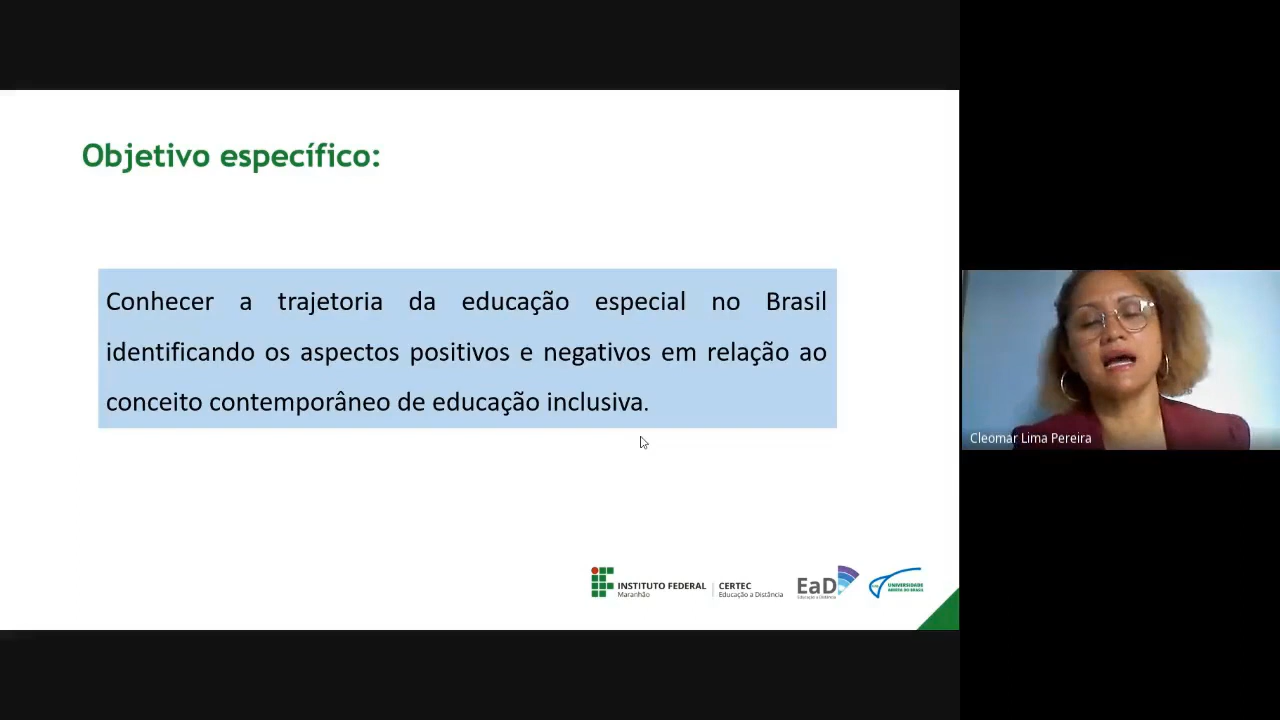 Objetivo específico:
Conhecer a trajetoria da educação especial no Brasil
identificando os aspectos positivos e negativos em relação ao
conceito contemporâneo de educação inclusiva.
Cleomar Lima Pereira
INSTITUTO FEDERAL
Maranhão
CERTEC
Educação a Distância
EaD
Educação a Distância
UNIVERSIDADE
ABERTA DO BRASIL